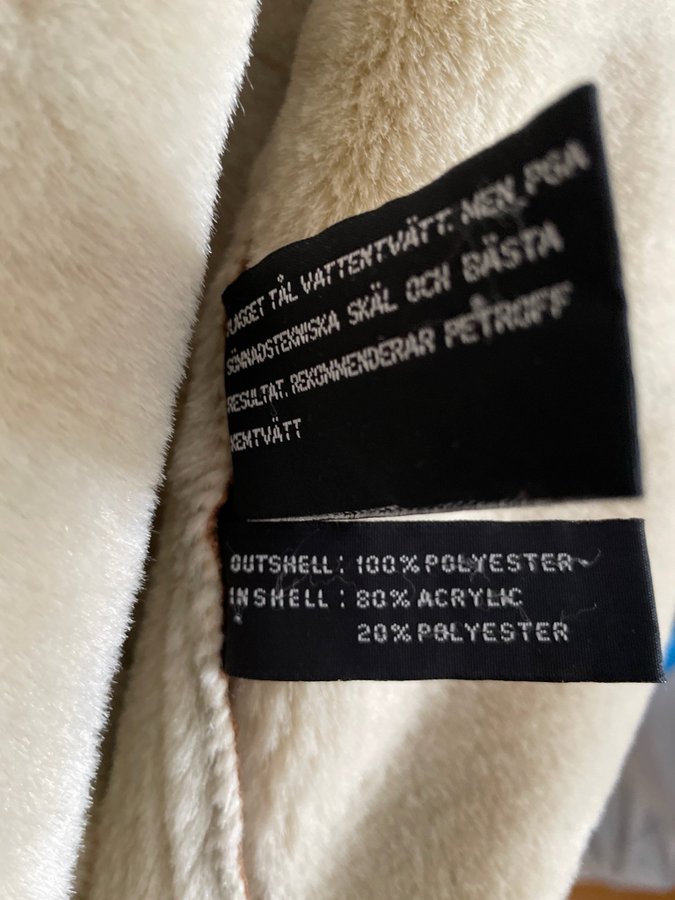 PLAGGET TÅL VATTENTVÄTT. MEN, PGA
SÖMNADSTEKNISKA SKÄL OCH BÄSTA
RESULTAT. REKOMMENDERAR PETROFF
KEMTVÄTT
OUTSHELL: 100% POLYESTER
INSHELL: 80% ACRYLIC
20% POLYESTER